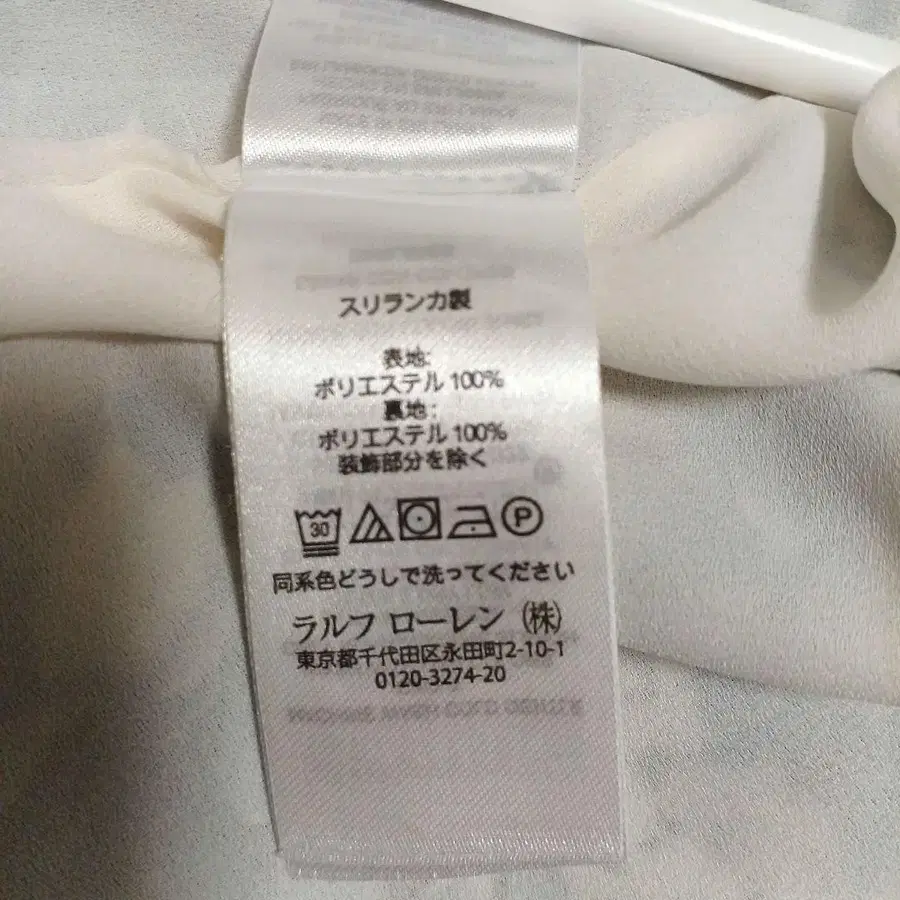 スリランカ製
表地:
ポリエステル 100%
裏地:
ポリエステル 100%
装飾部分を除く
30 P
同系色どうしで洗ってください
ラルフ ローレン (株)
東京都千代田区永田町2-10-1
0120-3274-20